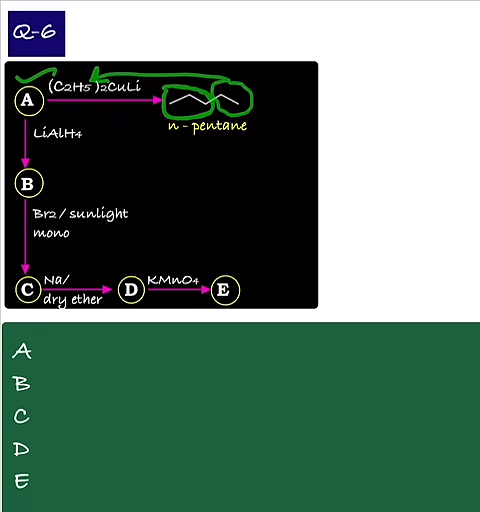 Q-6
A (C2H5)2CuLi
n - pentane
LiAlH4
B
Br2 / sunlight
mono
C Na/ D KMnO4 E
dry ether
A
B
C
D
E